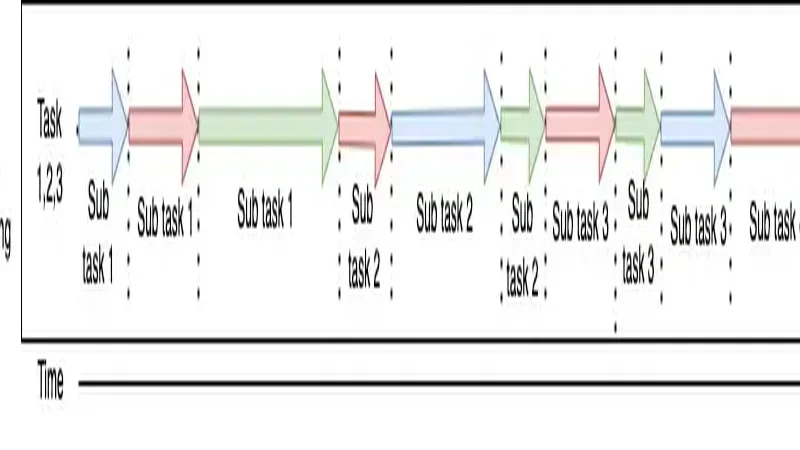 Task
1,2,3
ng
Sub
task 1
Sub task 1
Sub task 1
Sub
task 2
Sub task 2
Sub
task 2
Sub task 3
Sub
task 3
Sub task 3
Sub task
Time